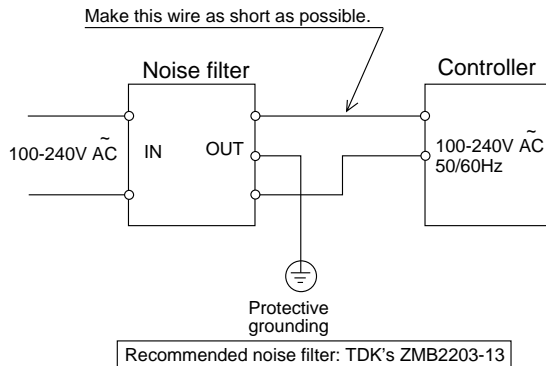 Make this wire as short as possible.
Noise filter
Controller
100-240V AC
~
IN
OUT
100-240V AC
~
50/60Hz
Protective
grounding
Recommended noise filter: TDK's ZMB2203-13